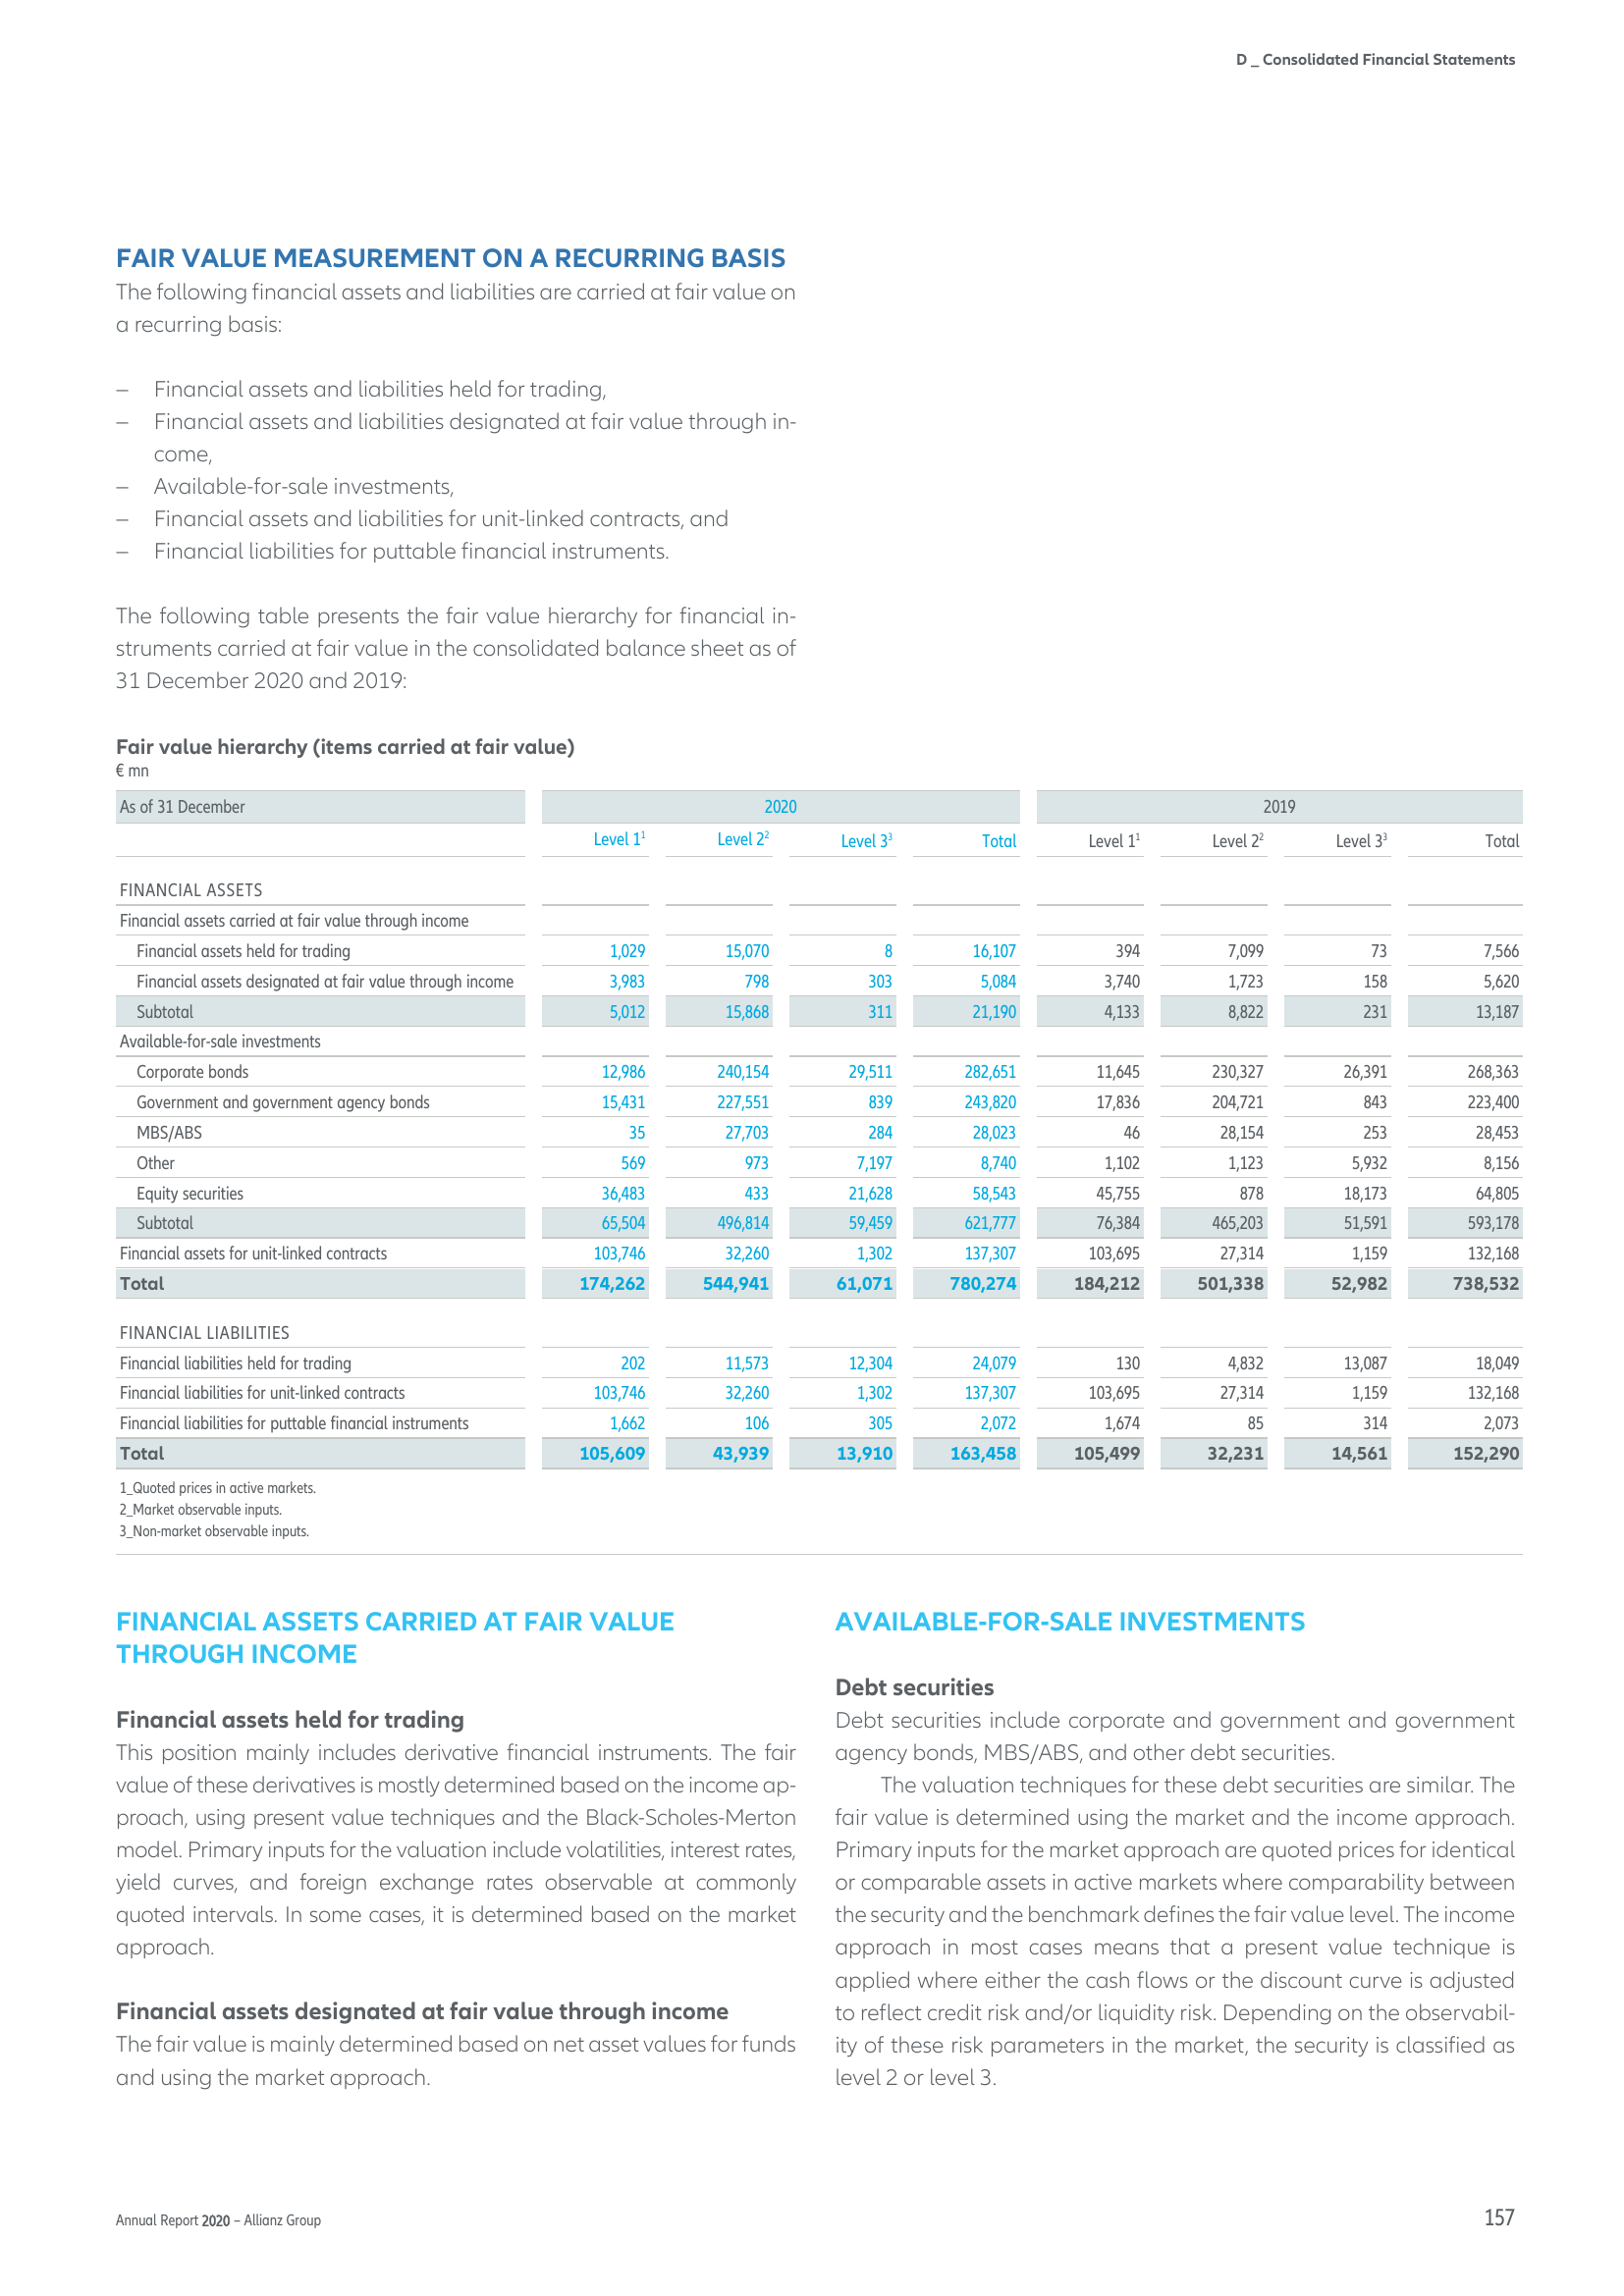 D _ Consolidated Financial Statements
FAIR VALUE MEASUREMENT ON A RECURRING BASIS
The following financial assets and liabilities are carried at fair value on
a recurring basis:
– Financial assets and liabilities held for trading,
– Financial assets and liabilities designated at fair value through in-
come,
– Available-for-sale investments,
– Financial assets and liabilities for unit-linked contracts, and
– Financial liabilities for puttable financial instruments.
The following table presents the fair value hierarchy for financial in-
struments carried at fair value in the consolidated balance sheet as of
31 December 2020 and 2019:
Fair value hierarchy (items carried at fair value)
€ mn
As of 31 December 2020 2019
Level 1¹ Level 2² Level 3³ Total Level 1¹ Level 2² Level 3³ Total
FINANCIAL ASSETS
Financial assets carried at fair value through income
Financial assets held for trading 1,029 15,070 8 16,107 394 7,099 73 7,566
Financial assets designated at fair value through income 3,983 798 303 5,084 3,740 1,723 158 5,620
Subtotal 5,012 15,868 311 21,190 4,133 8,822 231 13,187
Available-for-sale investments
Corporate bonds 12,986 240,154 29,511 282,651 11,645 230,327 26,391 268,363
Government and government agency bonds 15,431 227,551 839 243,820 17,836 204,721 843 223,400
MBS/ABS 35 27,703 284 28,023 46 28,154 253 28,453
Other 569 973 7,197 8,740 1,102 1,123 5,932 8,156
Equity securities 36,483 433 21,628 58,543 45,755 878 18,173 64,805
Subtotal 65,504 496,814 59,459 621,777 76,384 465,203 51,591 593,178
Financial assets for unit-linked contracts 103,746 32,260 1,302 137,307 103,695 27,314 1,159 132,168
Total 174,262 544,941 61,071 780,274 184,212 501,338 52,982 738,532
FINANCIAL LIABILITIES
Financial liabilities held for trading 202 11,573 12,304 24,079 130 4,832 13,087 18,049
Financial liabilities for unit-linked contracts 103,746 32,260 1,302 137,307 103,695 27,314 1,159 132,168
Financial liabilities for puttable financial instruments 1,662 106 305 2,072 1,674 85 314 2,073
Total 105,609 43,939 13,910 163,458 105,499 32,231 14,561 152,290
1_Quoted prices in active markets.
2_Market observable inputs.
3_Non-market observable inputs.
FINANCIAL ASSETS CARRIED AT FAIR VALUE
THROUGH INCOME
Financial assets held for trading
This position mainly includes derivative financial instruments. The fair
value of these derivatives is mostly determined based on the income ap-
proach, using present value techniques and the Black-Scholes-Merton
model. Primary inputs for the valuation include volatilities, interest rates,
yield curves, and foreign exchange rates observable at commonly
quoted intervals. In some cases, it is determined based on the market
approach.
Financial assets designated at fair value through income
The fair value is mainly determined based on net asset values for funds
and using the market approach.
AVAILABLE-FOR-SALE INVESTMENTS
Debt securities
Debt securities include corporate and government and government
agency bonds, MBS/ABS, and other debt securities.
The valuation techniques for these debt securities are similar. The
fair value is determined using the market and the income approach.
Primary inputs for the market approach are quoted prices for identical
or comparable assets in active markets where comparability between
the security and the benchmark defines the fair value level. The income
approach in most cases means that a present value technique is
applied where either the cash flows or the discount curve is adjusted
to reflect credit risk and/or liquidity risk. Depending on the observabil-
ity of these risk parameters in the market, the security is classified as
level 2 or level 3.
Annual Report 2020 – Allianz Group
157